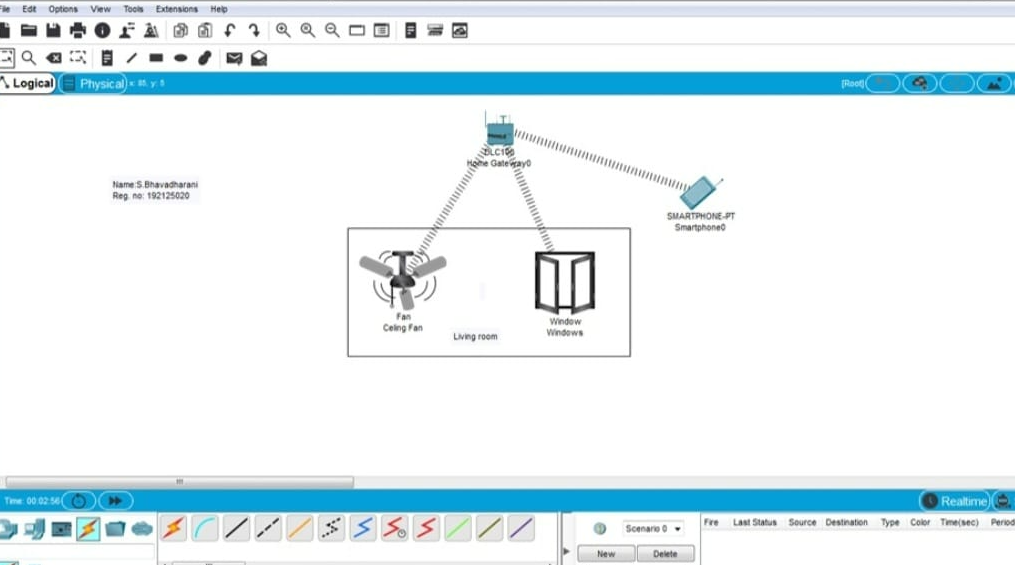 File Edit Options View Tools Extensions Help
Logical Physical x: 85, y: 5 [Root]
DLC100
Home Gateway0
Name:S.Bhavadharani
Reg. no: 192125020
SMARTPHONE-PT
Smartphone0
Fan
Celing Fan
Window
Windows
Living room
Time: 00:02:56 Realtime
Scenario 0 Fire Last Status Source Destination Type Color Time(sec) Period
New Delete